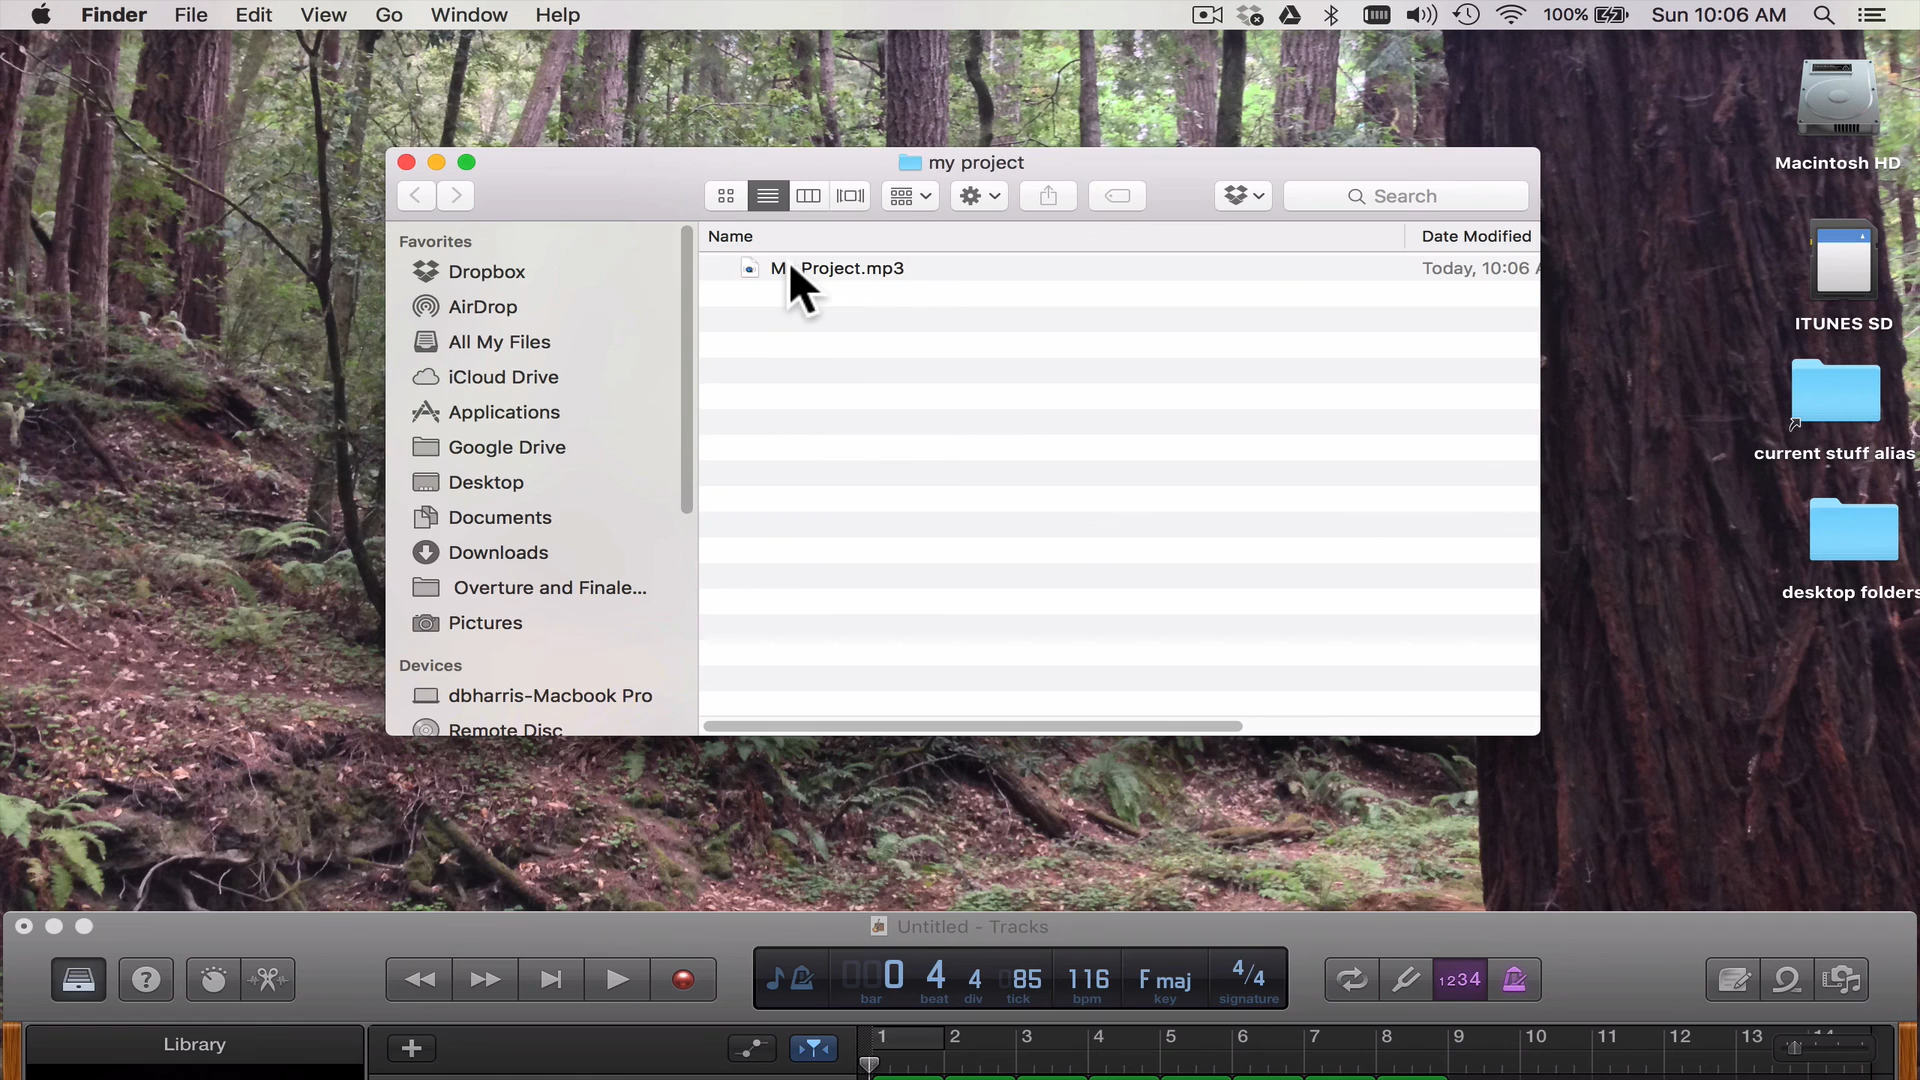 Finder File Edit View Go Window Help 100% Sun 10:06 AM
my project
Search
Name Date Modified
Project.mp3 Today, 10:06
Favorites
Dropbox
AirDrop
All My Files
iCloud Drive
Applications
Google Drive
Desktop
Documents
Downloads
Overture and Finale...
Pictures
Devices
dbharris-Macbook Pro
Remote Disc
Macintosh HD
ITUNES SD
current stuff alias
desktop folders
Untitled - Tracks
0 4 4 85 116 F maj 4/4
bar beat div tick bpm key signature
1234
Library
1 2 3 4 5 6 7 8 9 10 11 12 13 14